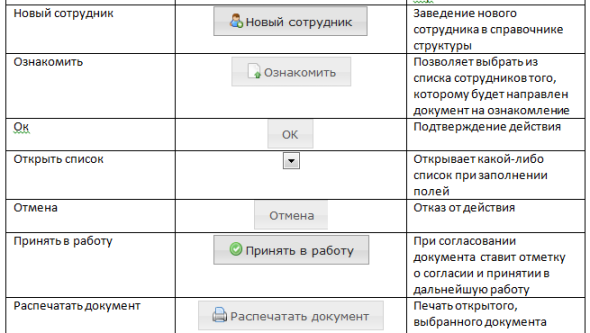 Новый сотрудник
Новый сотрудник
Заведение нового
сотрудника в справочнике
структуры
Ознакомить
Ознакомить
Позволяет выбрать из
списка сотрудников того,
которому будет направлен
документ на ознакомление
Ок
ОК
Подтверждение действия
Открыть список
Открывает какой-либо
список при заполнении
полей
Отмена
Отмена
Отказ от действия
Принять в работу
Принять в работу
При согласовании
документа ставит отметку
о согласии и принятии в
дальнейшую работу
Распечатать документ
Распечатать документ
Печать открытого,
выбранного документа